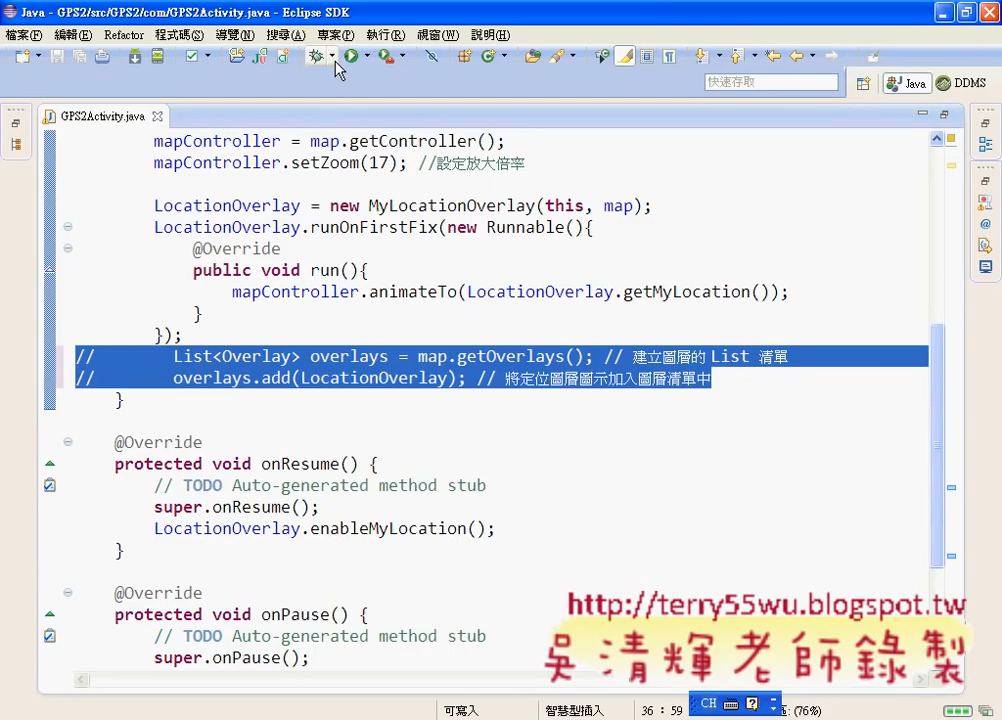 Java - GPS2/src/GPS2/com/GPS2Activity.java - Eclipse SDK
檔案(F) 編輯(E) Refactor 程式碼(S) 導覽(N) 搜尋(A) 專案(P) 執行(R) 視窗(W) 說明(H)
快速存取 Java DDMS
GPS2Activity.java
mapController = map.getController();
mapController.setZoom(17); //設定放大倍率
LocationOverlay = new MyLocationOverlay(this, map);
LocationOverlay.runOnFirstFix(new Runnable(){
@Override
public void run(){
mapController.animateTo(LocationOverlay.getMyLocation());
}
});
// List<Overlay> overlays = map.getOverlays(); // 建立圖層的 List 清單
// overlays.add(LocationOverlay); // 將定位圖層圖示加入圖層清單中
}
@Override
protected void onResume() {
// TODO Auto-generated method stub
super.onResume();
LocationOverlay.enableMyLocation();
}
@Override
protected void onPause() {
// TODO Auto-generated method stub
super.onPause();
http://terry55wu.blogspot.tw
吳清輝老師錄製
可寫入 智慧型插入 36 : 59 CH : (76%)